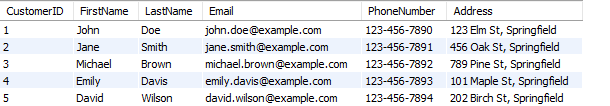 CustomerID FirstName LastName Email PhoneNumber Address
1 John Doe john.doe@example.com 123-456-7890 123 Elm St, Springfield
2 Jane Smith jane.smith@example.com 123-456-7891 456 Oak St, Springfield
3 Michael Brown michael.brown@example.com 123-456-7892 789 Pine St, Springfield
4 Emily Davis emily.davis@example.com 123-456-7893 101 Maple St, Springfield
5 David Wilson david.wilson@example.com 123-456-7894 202 Birch St, Springfield